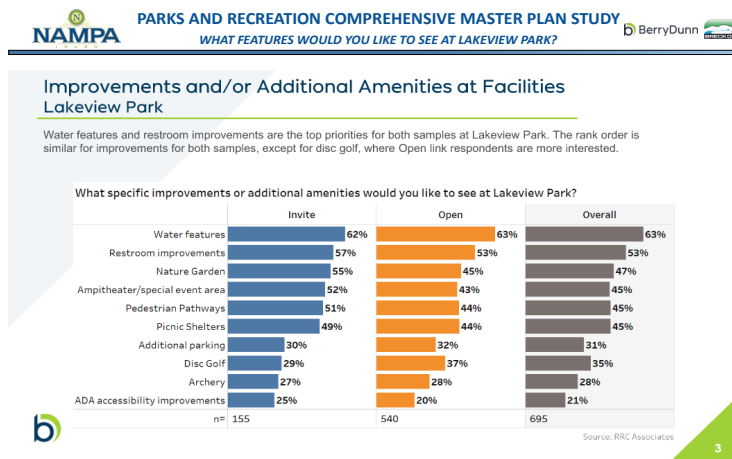 NAMPA
IDAHO
PARKS AND RECREATION COMPREHENSIVE MASTER PLAN STUDY
WHAT FEATURES WOULD YOU LIKE TO SEE AT LAKEVIEW PARK?
b BerryDunn
Improvements and/or Additional Amenities at Facilities
Lakeview Park
Water features and restroom improvements are the top priorities for both samples at Lakeview Park. The rank order is
similar for improvements for both samples, except for disc golf, where Open link respondents are more interested.
What specific improvements or additional amenities would you like to see at Lakeview Park?
Invite Open Overall
Water features 62% 63% 63%
Restroom improvements 57% 53% 53%
Nature Garden 55% 45% 47%
Ampitheater/special event area 52% 43% 45%
Pedestrian Pathways 51% 44% 45%
Picnic Shelters 49% 44% 45%
Additional parking 30% 32% 31%
Disc Golf 29% 37% 35%
Archery 27% 28% 28%
ADA accessibility improvements 25% 20% 21%
n= 155 540 695
Source: RRC Associates
b
3